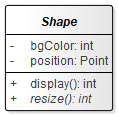 Shape
- bgColor: int
- position: Point
+ display(): int
+ resize(): int